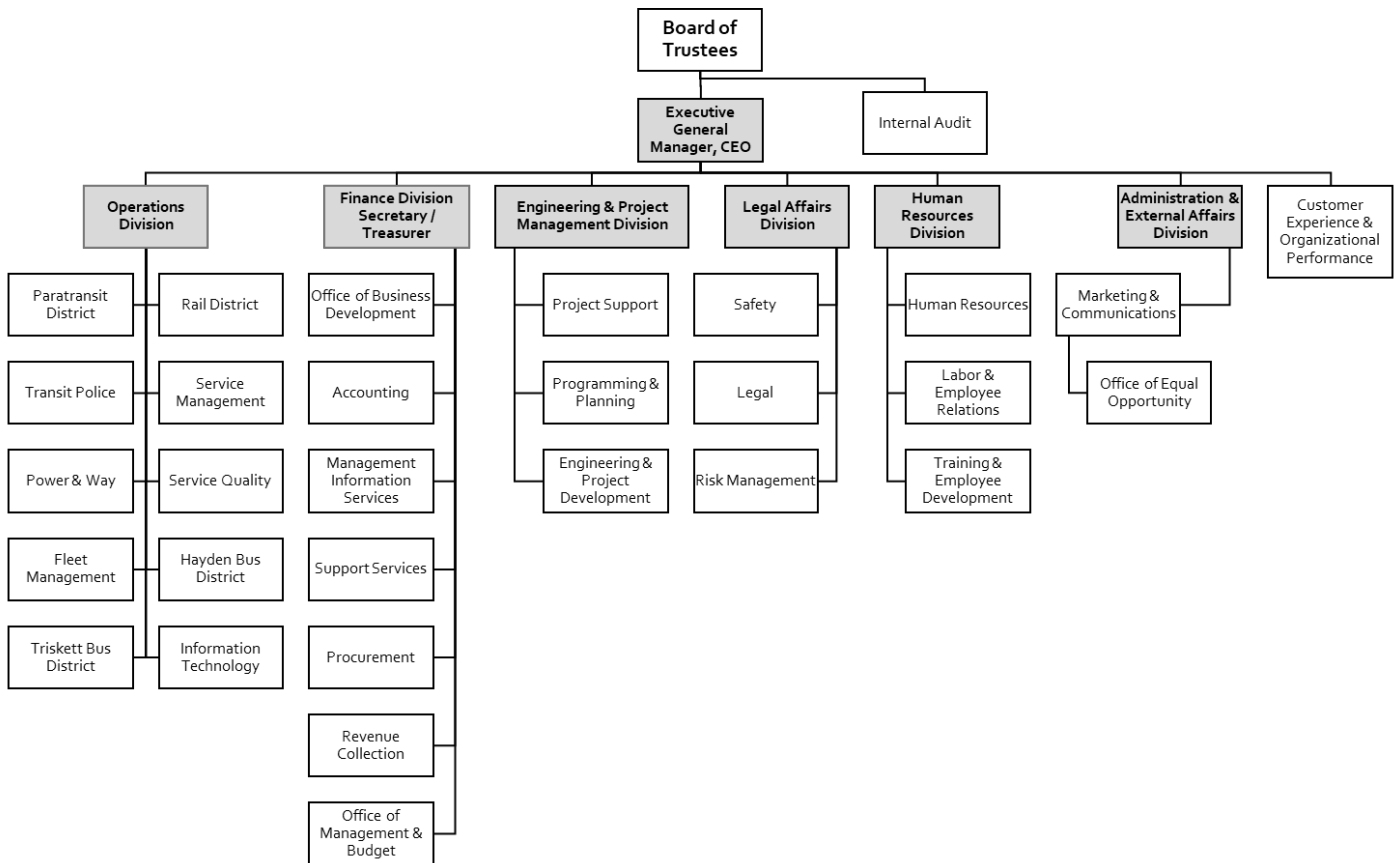 Board of
Trustees
Executive
General
Manager, CEO
Internal Audit
Operations
Division
Finance Division
Secretary /
Treasurer
Engineering & Project
Management Division
Legal Affairs
Division
Human
Resources
Division
Administration &
External Affairs
Division
Customer
Experience &
Organizational
Performance
Paratransit
District
Rail District
Transit Police
Service
Management
Power & Way
Service Quality
Fleet
Management
Hayden Bus
District
Triskett Bus
District
Information
Technology
Office of Business
Development
Accounting
Management
Information
Services
Support Services
Procurement
Revenue
Collection
Office of
Management &
Budget
Project Support
Programming &
Planning
Engineering &
Project
Development
Safety
Legal
Risk Management
Human Resources
Labor &
Employee
Relations
Training &
Employee
Development
Marketing &
Communications
Office of Equal
Opportunity